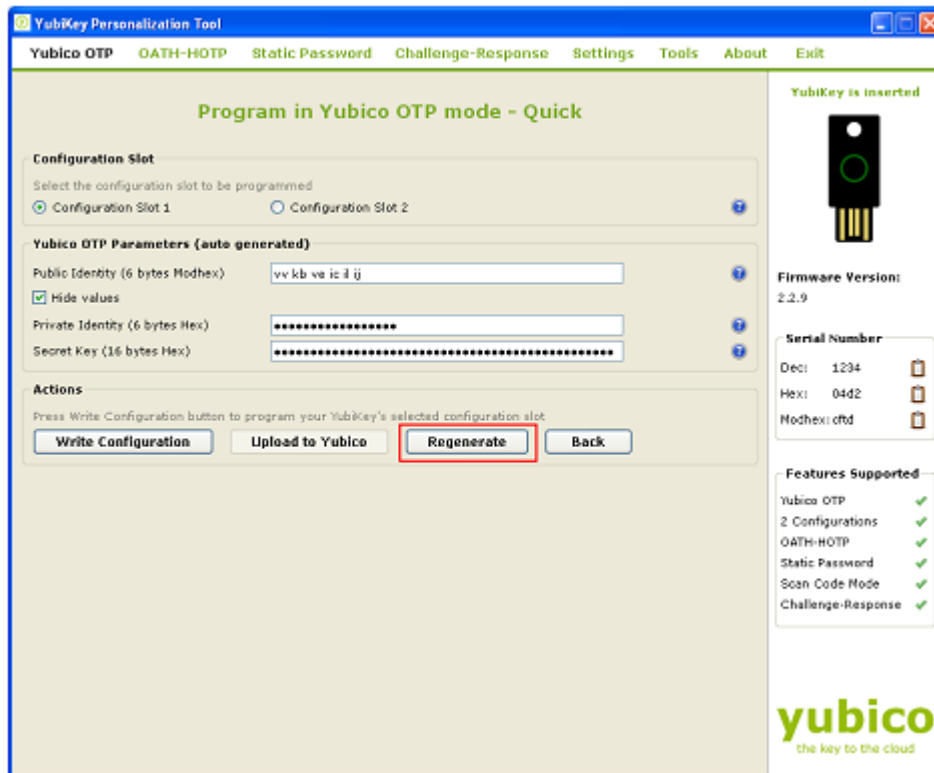 YubiKey Personalization Tool
Yubico OTP OATH-HOTP Static Password Challenge-Response Settings Tools About Exit
Program in Yubico OTP mode - Quick
Configuration Slot
Select the configuration slot to be programmed
Configuration Slot 1 Configuration Slot 2
Yubico OTP Parameters (auto generated)
Public Identity (6 bytes Modhex) vv kb ve ic il ij
Hide values
Private Identity (6 bytes Hex)
Secret Key (16 bytes Hex)
Actions
Press Write Configuration button to program your YubiKey's selected configuration slot
Write Configuration Upload to Yubico Regenerate Back
YubiKey is inserted
Firmware Version:
2.2.9
Serial Number
Dec: 1234
Hex: 04d2
Modhex: cftd
Features Supported
Yubico OTP
2 Configurations
OATH-HOTP
Static Password
Scan Code Mode
Challenge-Response
yubico
the key to the cloud